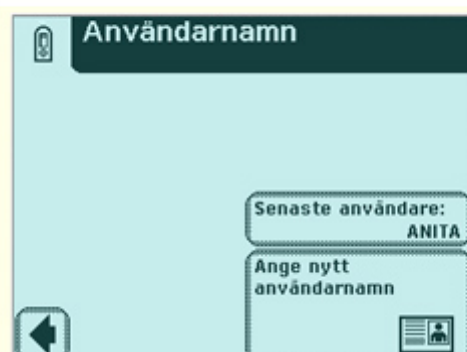 Användarnamn
Senaste användare:
ANITA
Ange nytt
användarnamn